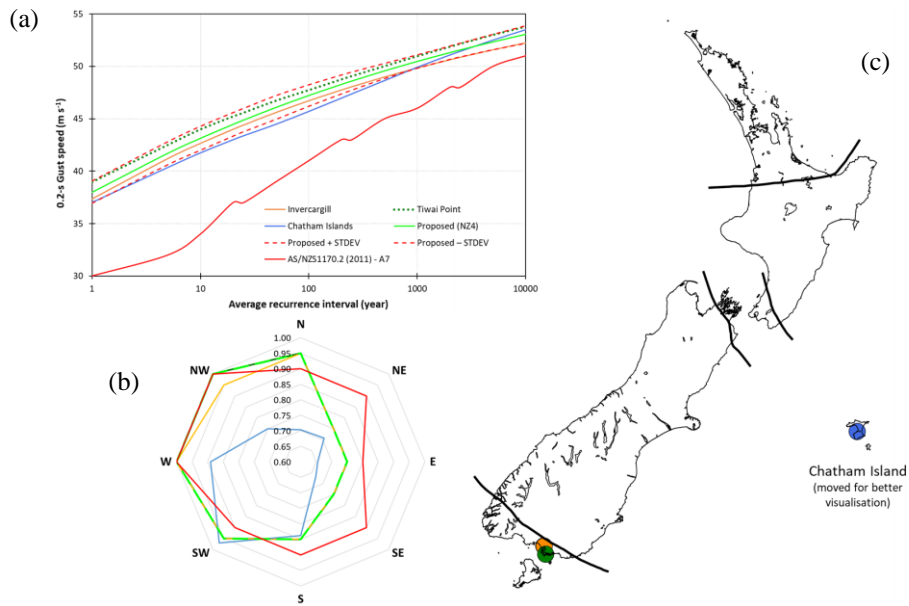 (a)
55
50
45
40
35
30
0.2-s Gust speed (m s⁻¹)
Invercargill
Tiwai Point
Chatham Islands
Proposed (NZ4)
Proposed + STDEV
Proposed – STDEV
AS/NZS1170.2 (2011) - A7
1
10
100
1000
10000
Average recurrence interval (year)
(b)
N
NE
E
SE
S
SW
W
NW
1.00
0.95
0.90
0.85
0.80
0.75
0.70
0.65
0.60
(c)
Chatham Island
(moved for better
visualisation)